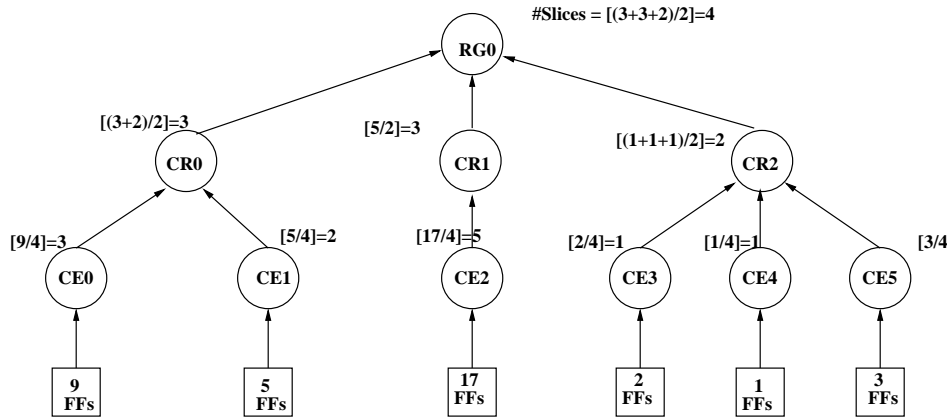 #Slices = [(3+3+2)/2]=4
RG0
[(3+2)/2]=3
[5/2]=3
[(1+1+1)/2]=2
CR0
CR1
CR2
[9/4]=3
[5/4]=2
[17/4]=5
[2/4]=1
[1/4]=1
[3/4
CE0
CE1
CE2
CE3
CE4
CE5
9
FFs
5
FFs
17
FFs
2
FFs
1
FFs
3
FFs